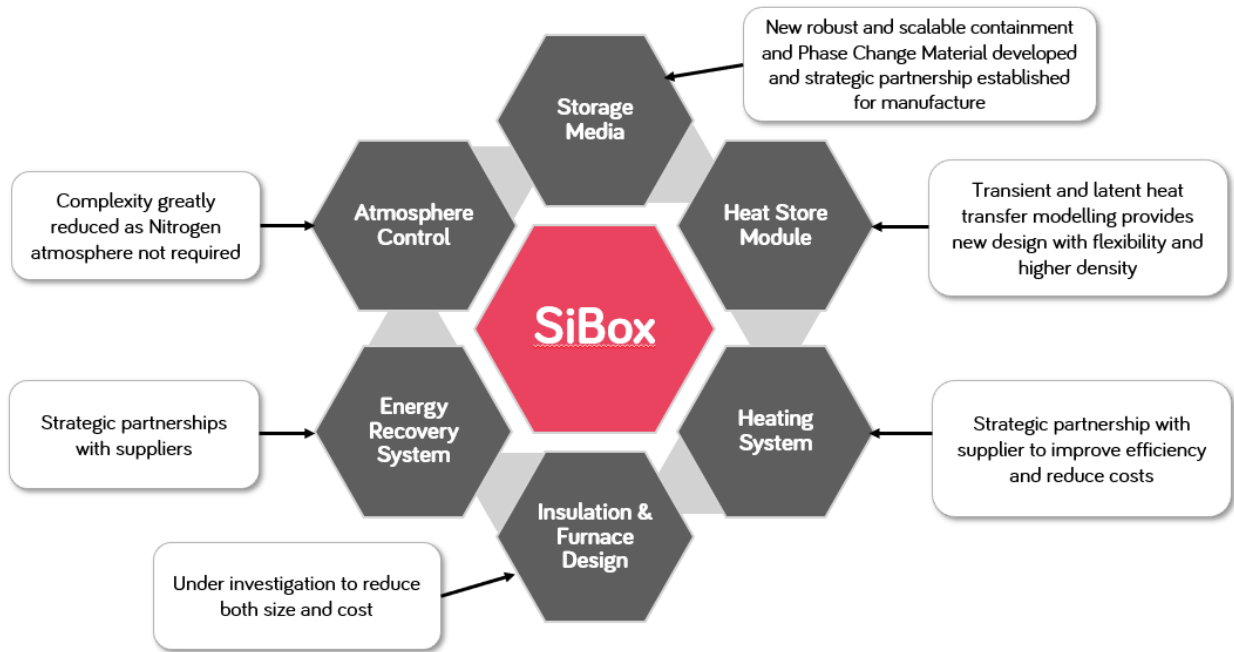 New robust and scalable containment
and Phase Change Material developed
and strategic partnership established
for manufacture
Storage
Media
Complexity greatly
reduced as Nitrogen
atmosphere not required
Atmosphere
Control
Heat Store
Module
Transient and latent heat
transfer modelling provides
new design with flexibility and
higher density
SiBox
Strategic partnerships
with suppliers
Energy
Recovery
System
Heating
System
Strategic partnership with
supplier to improve efficiency
and reduce costs
Insulation &
Furnace
Design
Under investigation to reduce
both size and cost